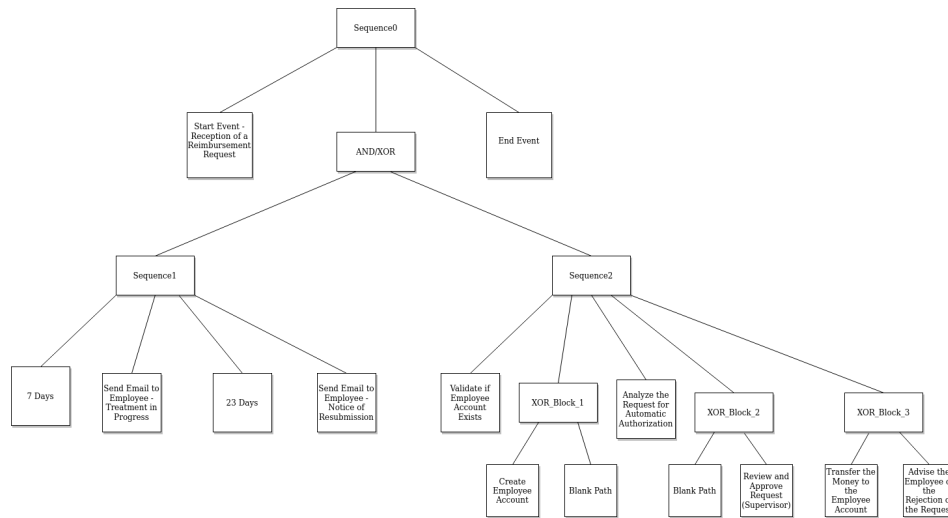 Sequence0
Start Event -
Reception of a
Reimbursement
Request
AND/XOR
End Event
Sequence1
Sequence2
7 Days
Send Email to
Employee -
Treatment in
Progress
23 Days
Send Email to
Employee -
Notice of
Resubmission
Validate if
Employee
Account
Exists
XOR_Block_1
Analyze the
Request for
Automatic
Authorization
XOR_Block_2
XOR_Block_3
Create
Employee
Account
Blank Path
Blank Path
Review and
Approve
Request
(Supervisor)
Transfer the
Money to
the
Employee
Account
Advise the
Employee o
the
Rejection o
the Reques